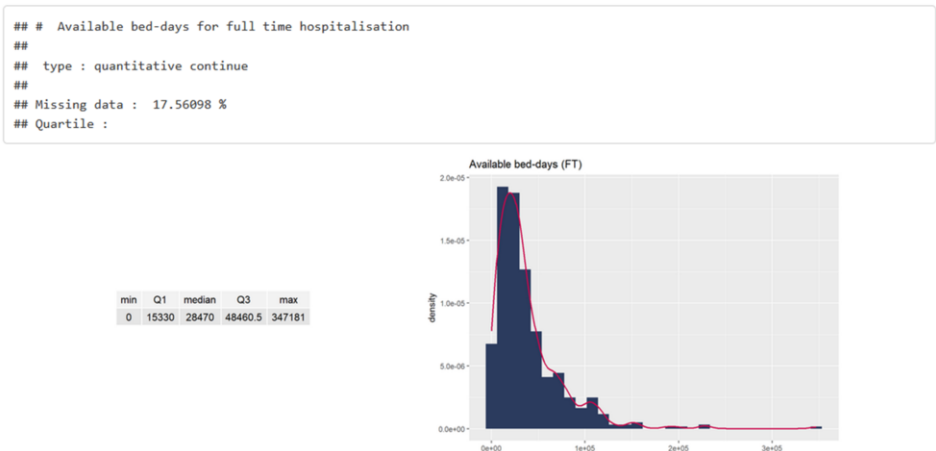 ## #  Available bed-days for full time hospitalisation
##
##  type : quantitative continue
##
## Missing data :  17.56098 %
## Quartile :
Available bed-days (FT)
2.0e-05
1.5e-05
1.0e-05
5.0e-06
0.0e+00
density
0e+00 1e+05 2e+05 3e+05
min Q1 median Q3 max
0 15330 28470 48460.5 347181